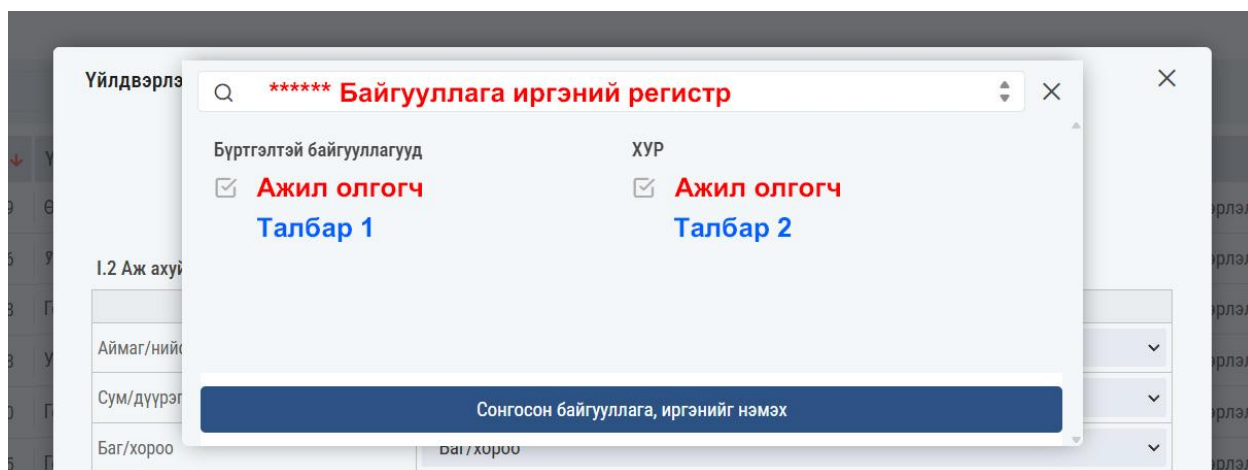 Үйлдвэрлэ
****** Байгууллага иргэний регистр
Бүртгэлтэй байгууллагууд
ХУР
Ажил олгогч
Ажил олгогч
Талбар 1
Талбар 2
I.2 Аж ахуй
Аймаг/нийс
Сум/дүүрэг
Сонгосон байгууллага, иргэнийг нэмэх
Баг/хороо
Баг/хороо